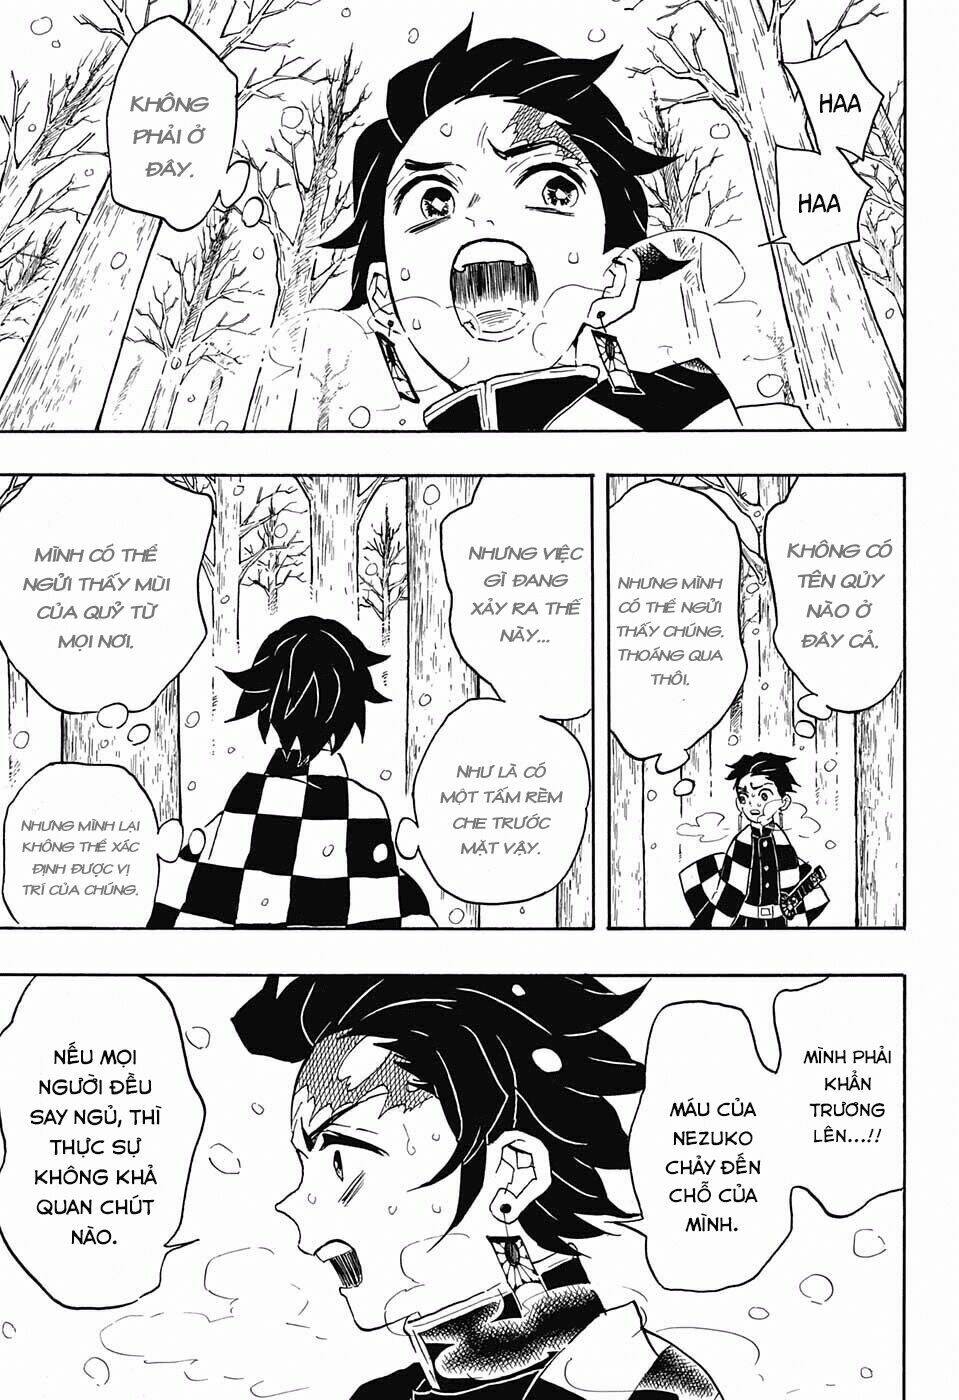 HAA
HAA
KHÔNG
PHẢI Ở
ĐÂY.
KHÔNG CÓ
TÊN QỦY
NÀO Ở
ĐÂY CẢ.
NHƯNG MÌNH
CÓ THỂ NGỬI
THẤY CHÚNG.
THOÁNG QUA
THÔI.
NHƯNG VIỆC
GÌ ĐANG
XẢY RA THẾ
NÀY...
NHƯ LÀ CÓ
MỘT TẤM RÈM
CHE TRƯỚC
MẶT VẬY.
MÌNH CÓ THỂ
NGỬI THẤY MÙI
CỦA QUỶ TỪ
MỌI NƠI.
NHƯNG MÌNH LẠI
KHÔNG THỂ XÁC
ĐỊNH ĐƯỢC VỊ
TRÍ CỦA CHÚNG.
MÌNH PHẢI
KHẨN
TRƯƠNG
LÊN...!!
MÁU CỦA
NEZUKO
CHẢY ĐẾN
CHỖ CỦA
MÌNH.
NẾU MỌI
NGƯỜI ĐỀU
SAY NGỦ, THÌ
THỰC SỰ
KHÔNG KHẢ
QUAN CHÚT
NÀO.